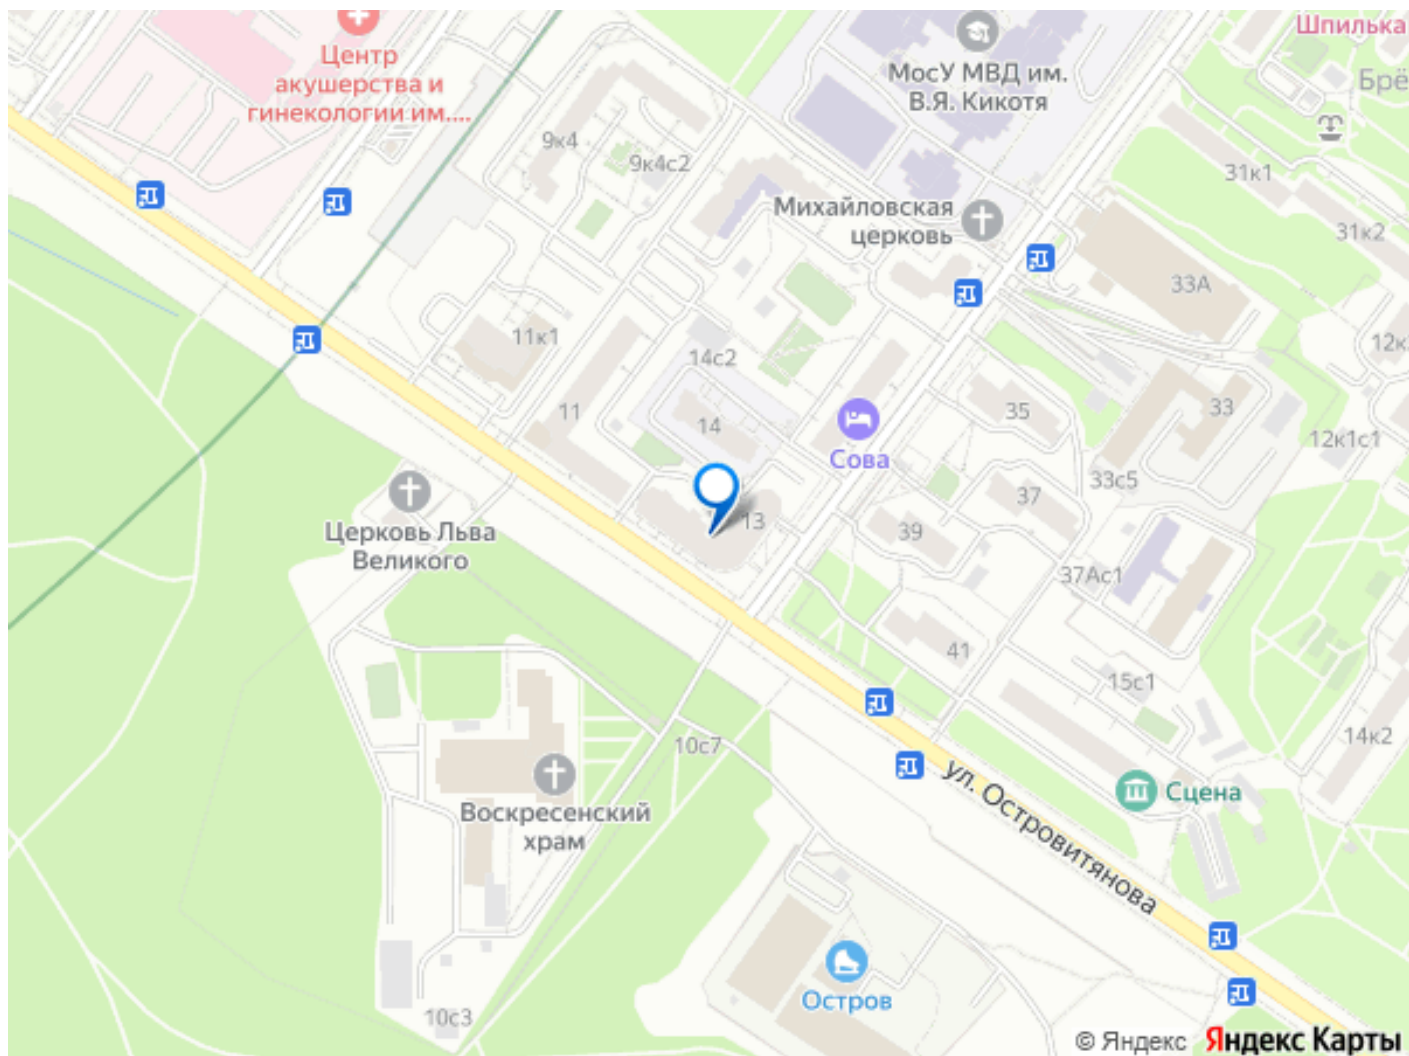 Шпилька
Центр
акушерства и
гинекологии им....
МосУ МВД им.
В.Я. Кикотя
Брё
9к4
9к4с2
31к1
Михайловская
церковь
31к2
33А
11к1
14с2
12к
11
14
35
33
Сова
12к1с1
33с5
37
13
39
Церковь Льва
Великого
37Ас1
41
15с1
10с7
14к2
Воскресенский
храм
ул. Островитянова
Сцена
Остров
10с3
© Яндекс Яндекс Карты